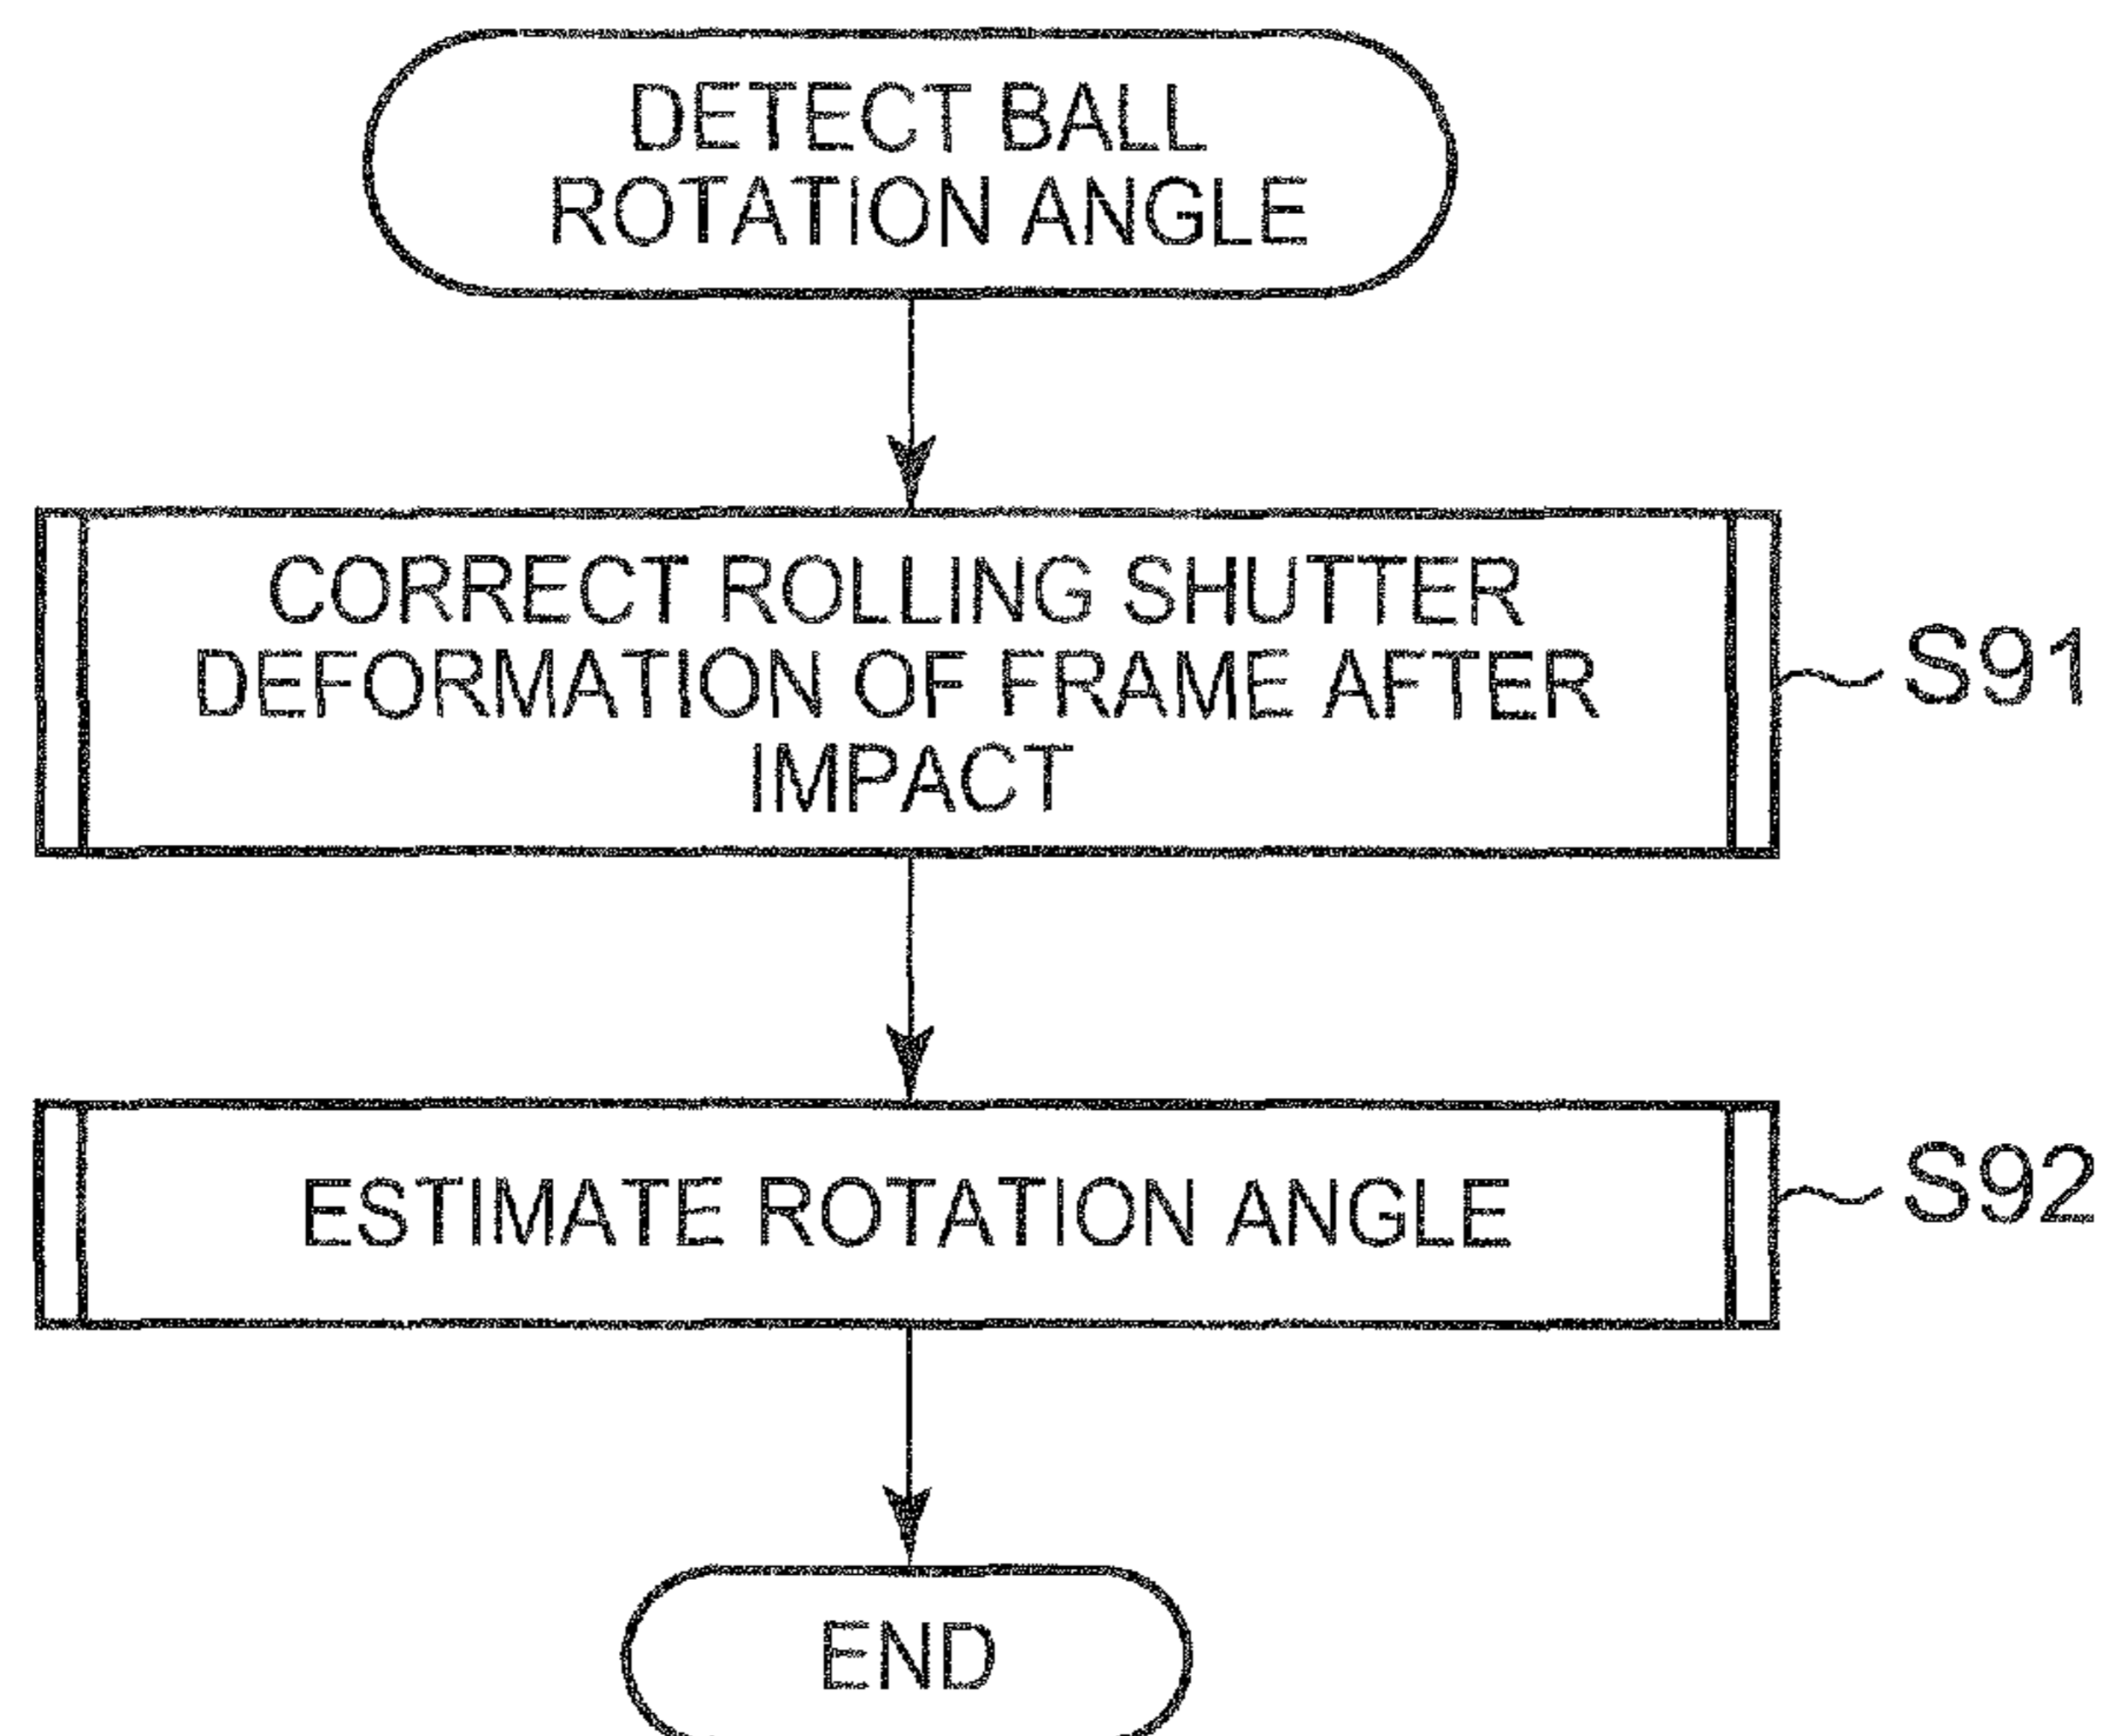 DETECT BALL
ROTATION ANGLE
CORRECT ROLLING SHUTTER
DEFORMATION OF FRAME AFTER
IMPACT
S91
ESTIMATE ROTATION ANGLE
S92
END